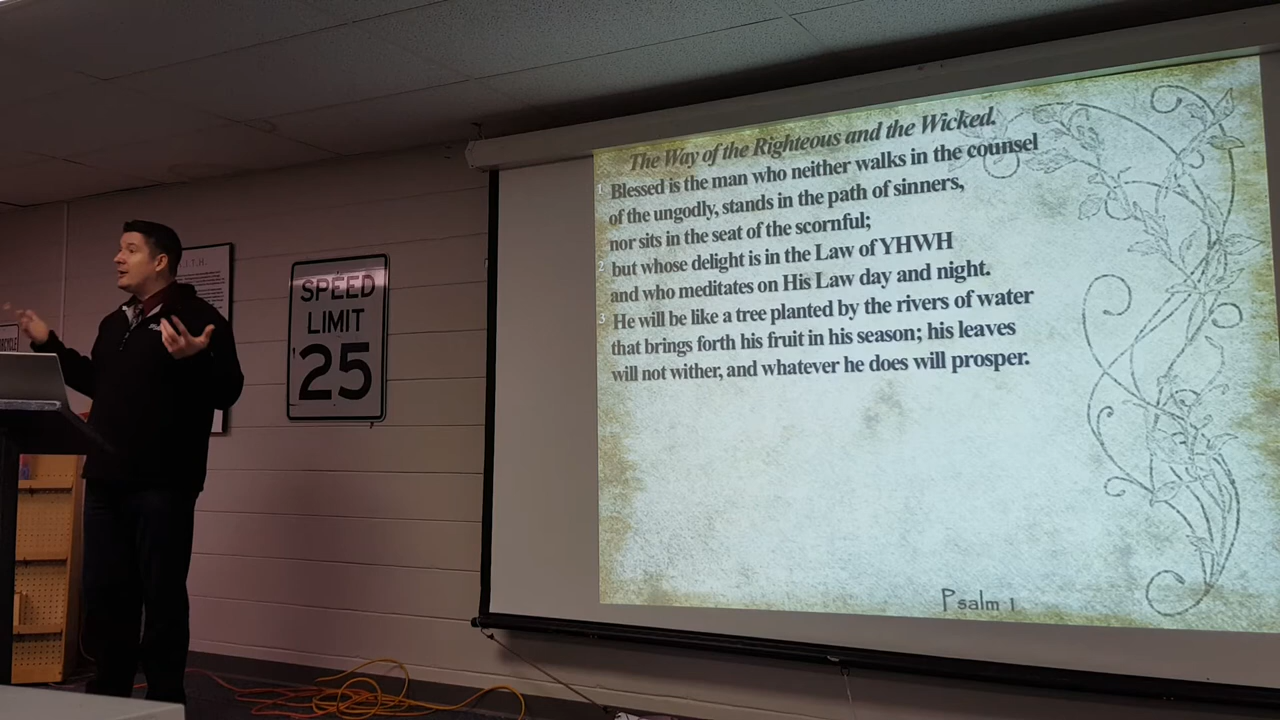 The Way of the Righteous and the Wicked.
1 Blessed is the man who neither walks in the counsel
of the ungodly, stands in the path of sinners,
nor sits in the seat of the scornful;
2 but whose delight is in the Law of YHWH
and who meditates on His Law day and night.
3 He will be like a tree planted by the rivers of water
that brings forth his fruit in his season; his leaves
will not wither, and whatever he does will prosper.
Psalm 1
SPEED
LIMIT
25